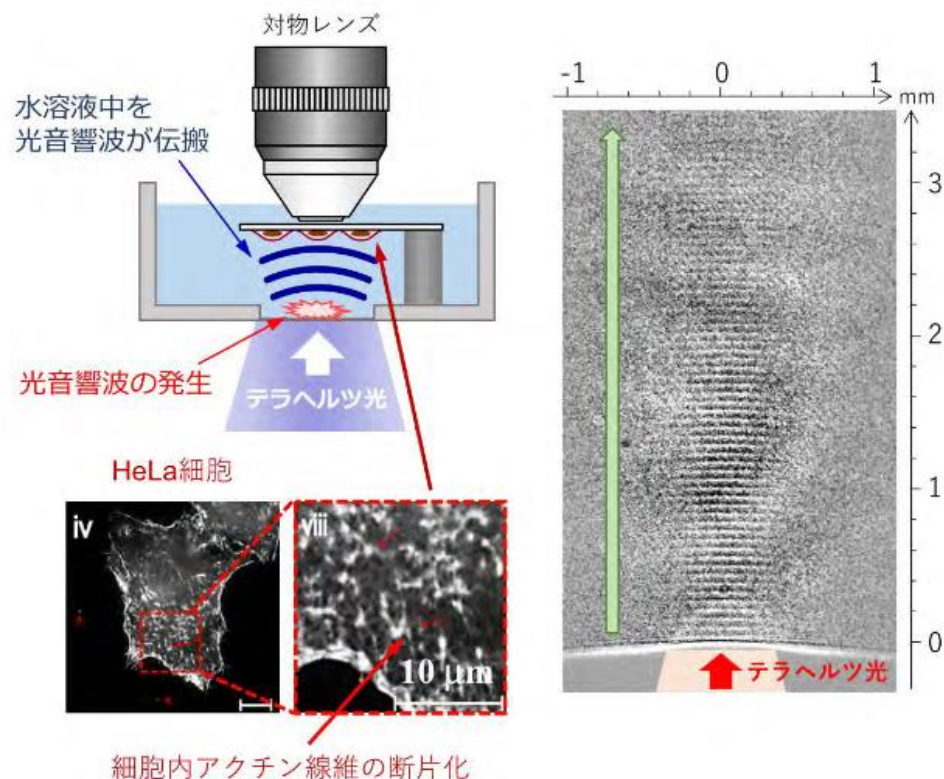 対物レンズ
水溶液中を
光音響波が伝搬
光音響波の発生
テラヘルツ光
HeLa細胞
iv
viii
10 μm
細胞内アクチン線維の断片化
-1 0 1
mm
3
2
1
0
テラヘルツ光